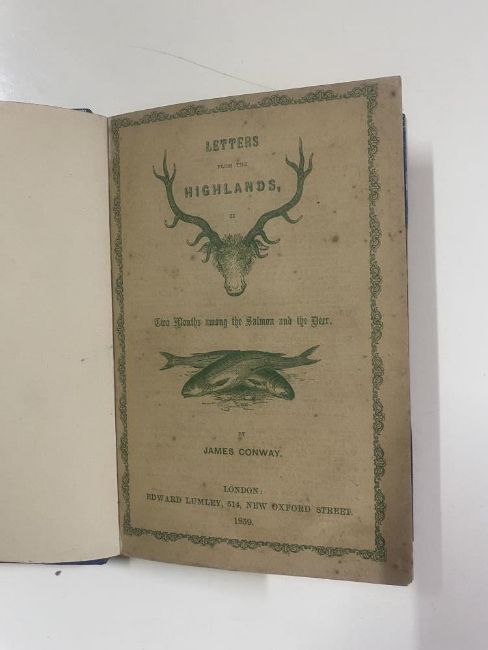 LETTERS
FROM THE
HIGHLANDS,
OR
Two Months among the Salmon and the Deer.
BY
JAMES CONWAY.
LONDON:
EDWARD LUMLEY, 514, NEW OXFORD STREET.
1859.